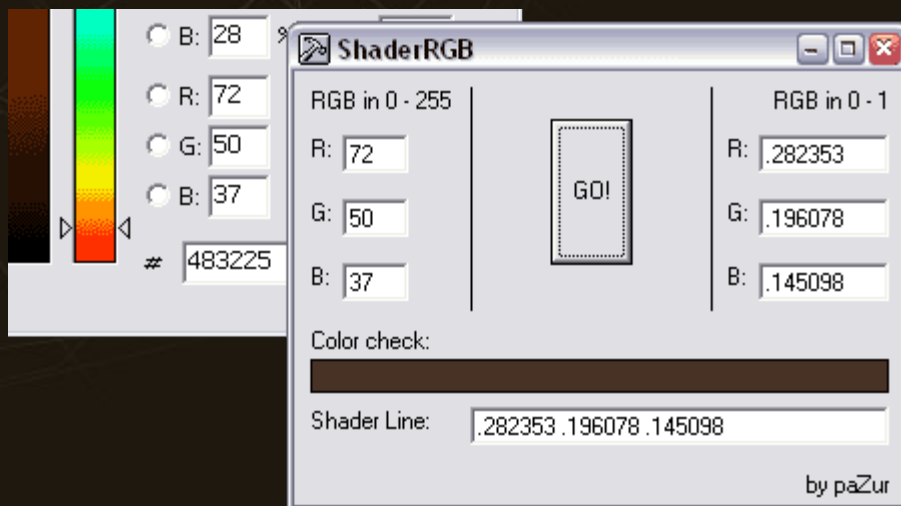 B: 28 %
R: 72
G: 50
B: 37
# 483225
ShaderRGB
RGB in 0 - 255
R: 72
G: 50
B: 37
GO!
RGB in 0 - 1
R: .282353
G: .196078
B: .145098
Color check:
Shader Line: .282353 .196078 .145098
by paZur